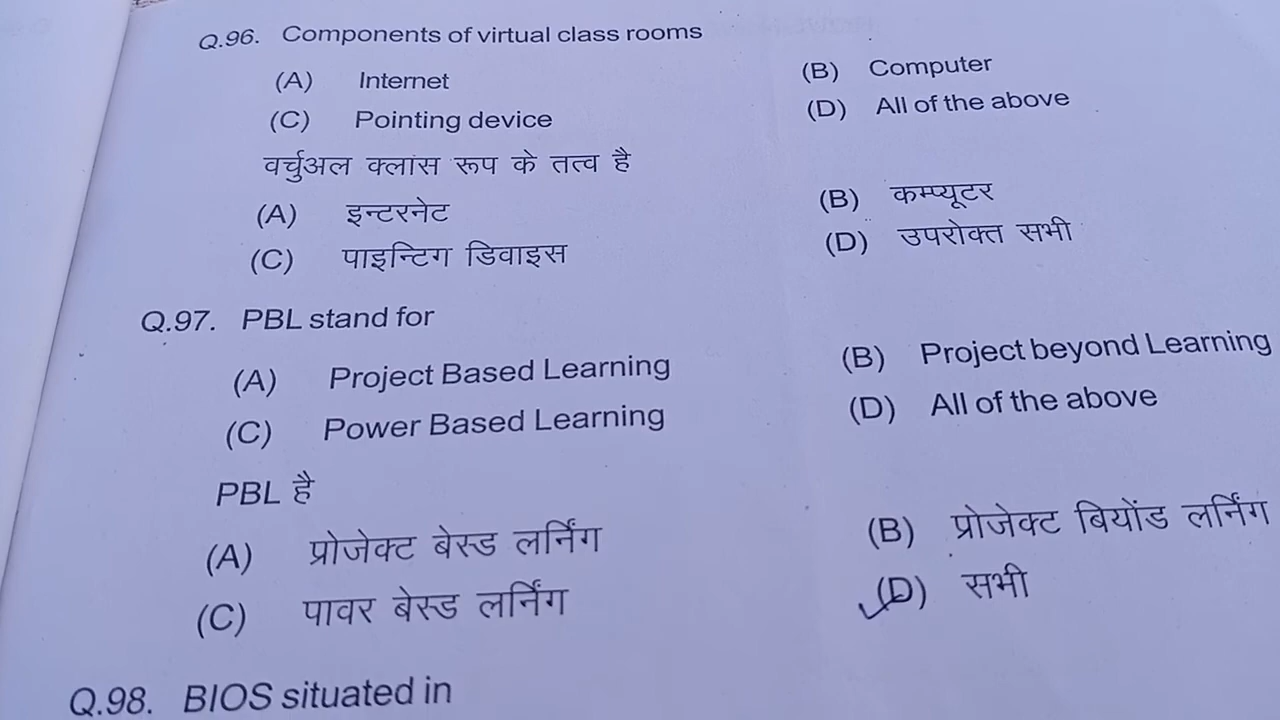 Q.96. Components of virtual class rooms
(A) Internet (B) Computer
(C) Pointing device (D) All of the above
वर्चुअल क्लास रूप के तत्व है
(A) इन्टरनेट (B) कम्प्यूटर
(C) पाइन्टिग डिवाइस (D) उपरोक्त सभी
Q.97. PBL stand for
(A) Project Based Learning (B) Project beyond Learning
(C) Power Based Learning (D) All of the above
PBL है
(A) प्रोजेक्ट बेस्ड लर्निंग (B) प्रोजेक्ट बियोंड लर्निंग
(C) पावर बेस्ड लर्निंग (D) सभी
Q.98. BIOS situated in